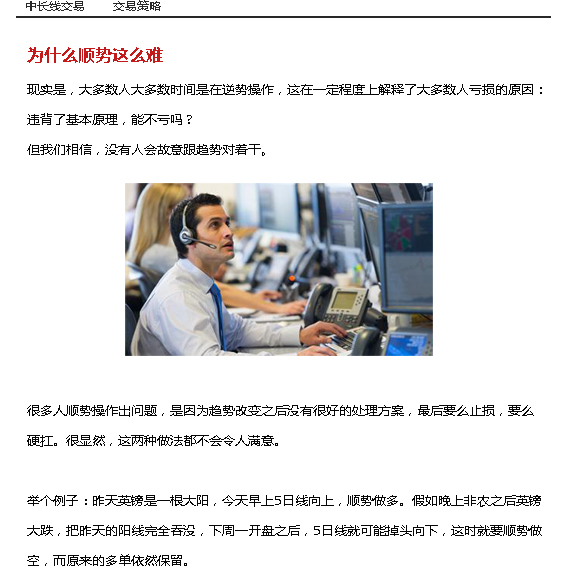 中长线交易 交易策略
为什么顺势这么难
现实是，大多数人大多数时间是在逆势操作，这在一定程度上解释了大多数人亏损的原因：
违背了基本原理，能不亏吗？
但我们相信，没有人会故意跟趋势对着干。
很多人顺势操作出问题，是因为趋势改变之后没有很好的处理方案，最后要么止损，要么
硬扛。很显然，这两种做法都不会令人满意。
举个例子：昨天英镑是一根大阳，今天早上5日线向上，顺势做多。假如晚上非农之后英镑
大跌，把昨天的阳线完全吞没，下周一开盘之后，5日线就可能掉头向下，这时就要顺势做
空，而原来的多单依然保留。